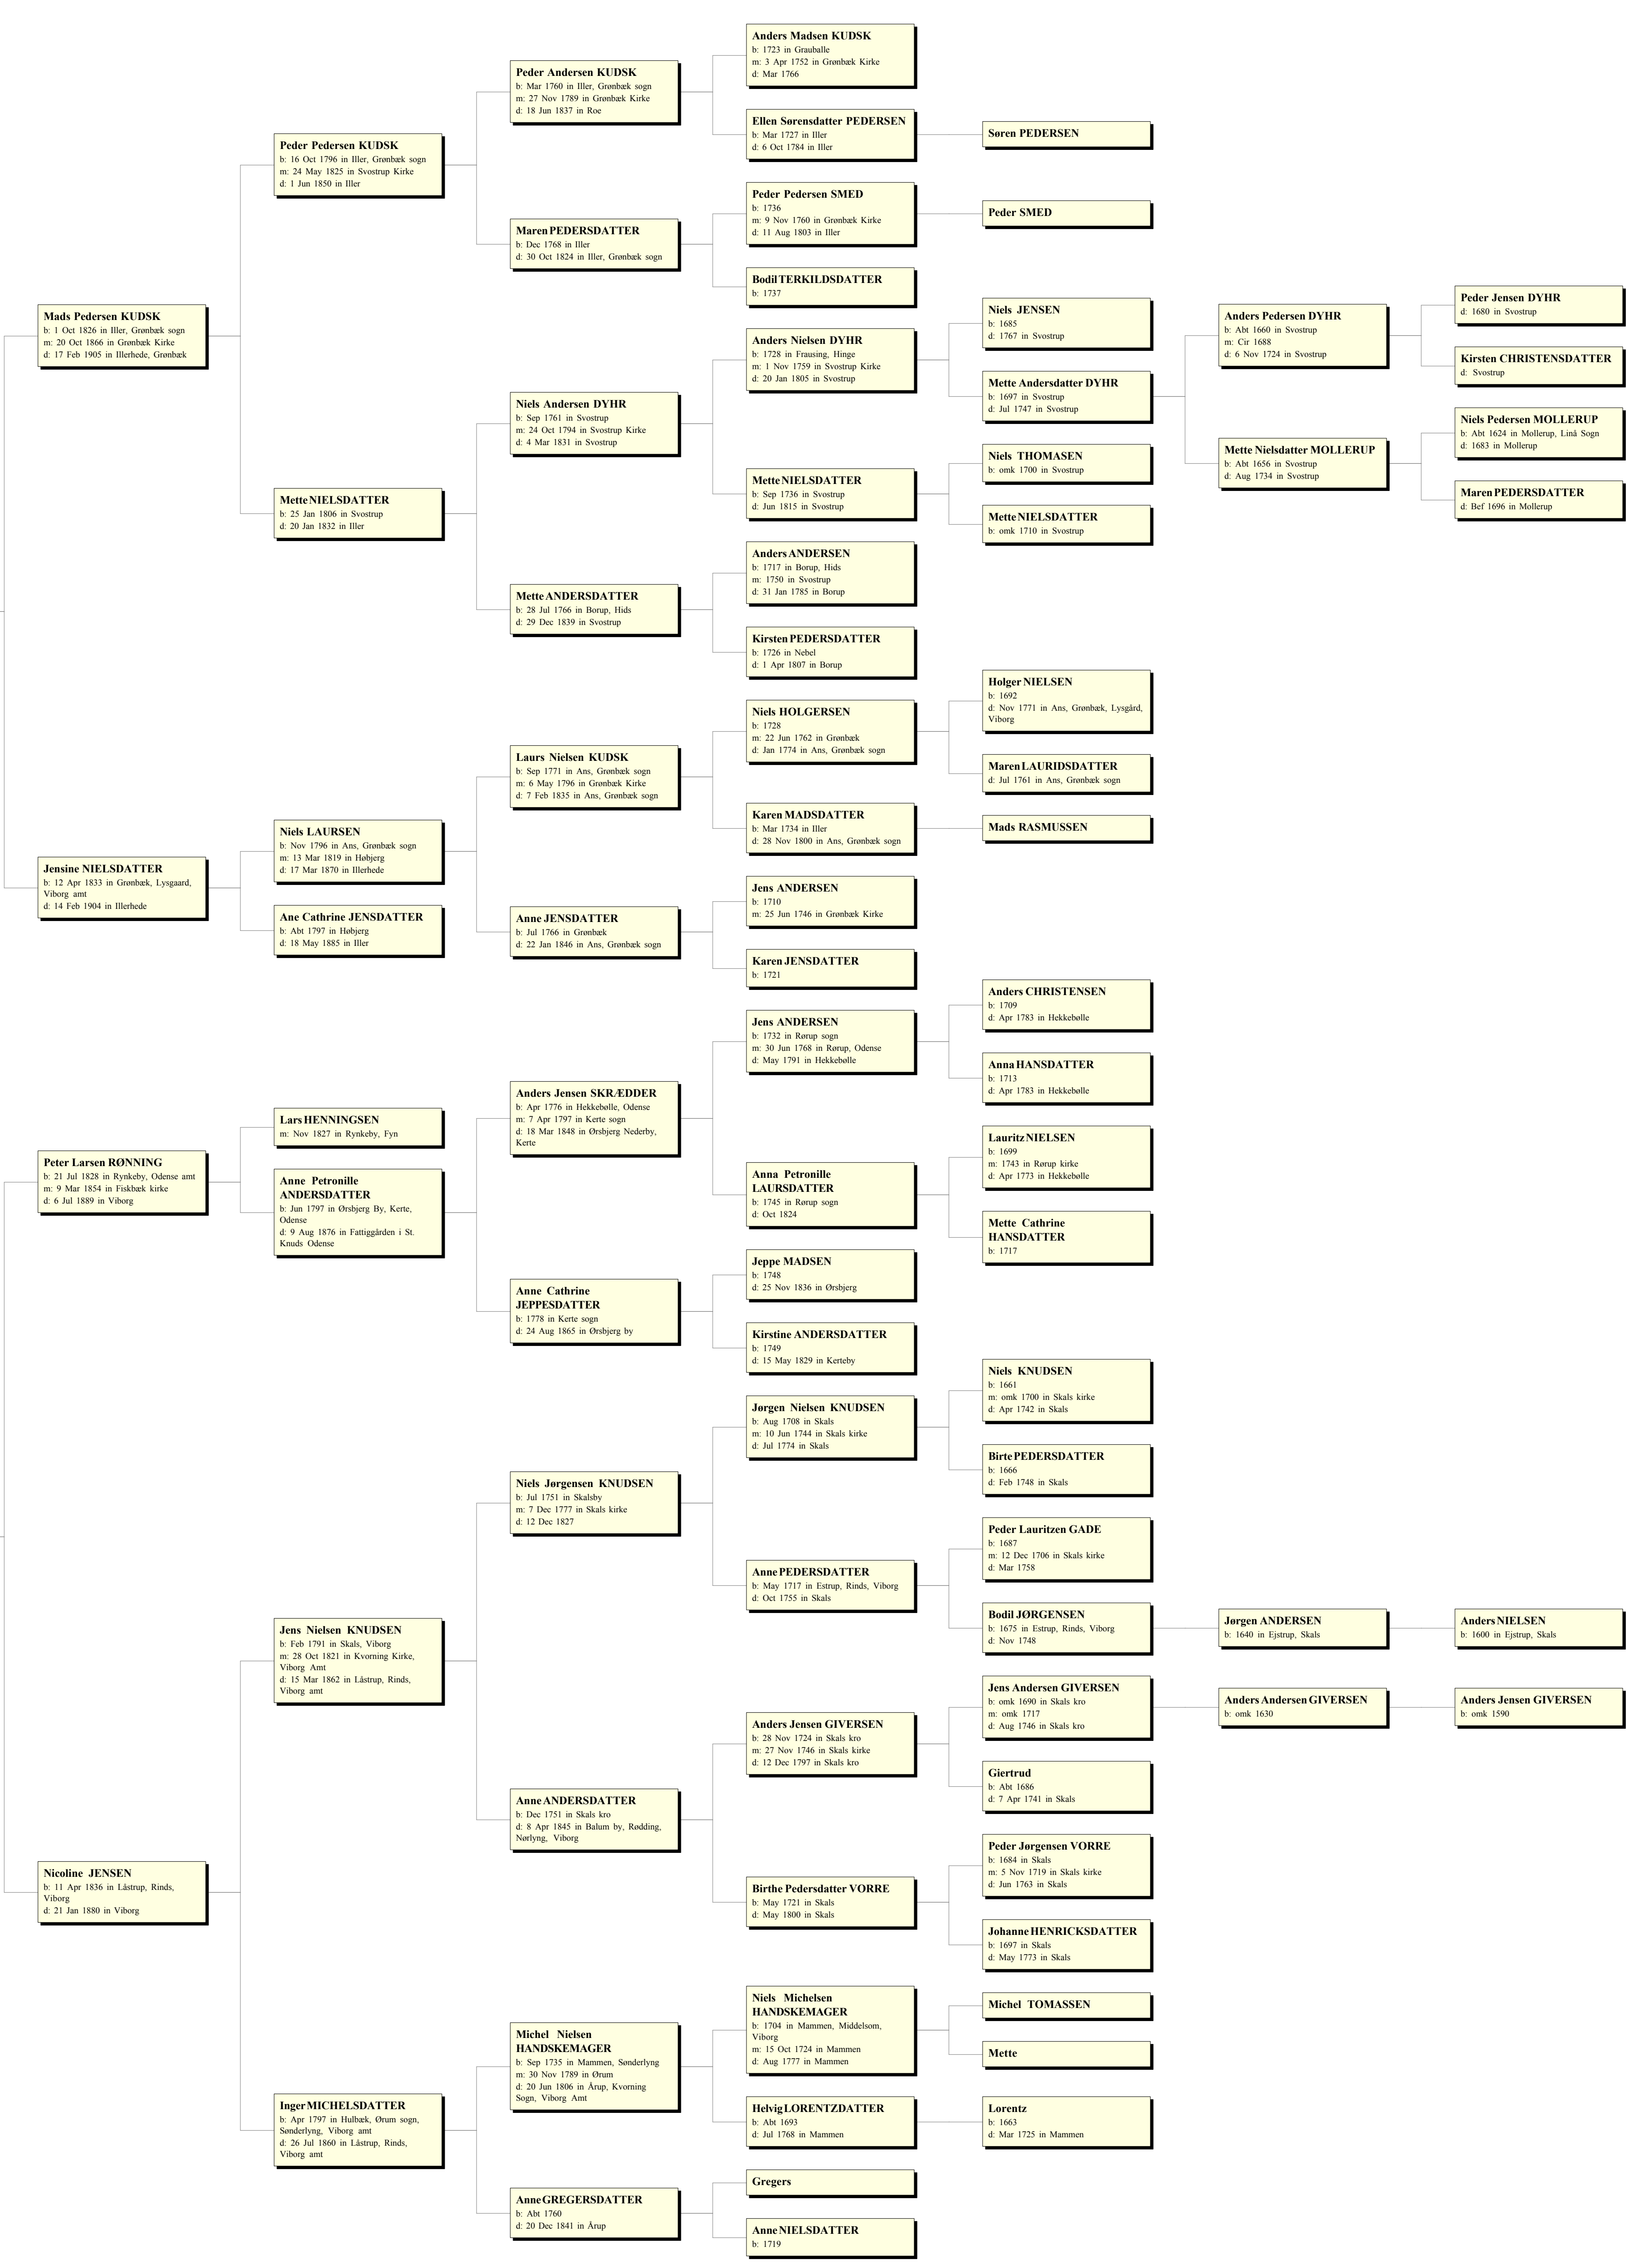 Anders Madsen KUDSK
b: 1723 in Grauballe
m: 3 Apr 1752 in Grønbæk Kirke
d: Mar 1766
Peder Andersen KUDSK
b: Mar 1760 in Iller, Grønbæk sogn
m: 27 Nov 1789 in Grønbæk Kirke
d: 18 Jun 1837 in Roe
Ellen Sørensdatter PEDERSEN
b: Mar 1727 in Iller
d: 6 Oct 1784 in Iller
Søren PEDERSEN
Peder Pedersen KUDSK
b: 16 Oct 1796 in Iller, Grønbæk sogn
m: 24 May 1825 in Svostrup Kirke
d: 1 Jun 1850 in Iller
Peder Pedersen SMED
b: 1736
m: 9 Nov 1760 in Grønbæk Kirke
d: 11 Aug 1803 in Iller
Peder SMED
Maren PEDERSDATTER
b: Dec 1768 in Iller
d: 30 Oct 1824 in Iller, Grønbæk sogn
Bodil TERKILDSDATTER
b: 1737
Mads Pedersen KUDSK
b: 1 Oct 1826 in Iller, Grønbæk sogn
m: 20 Oct 1866 in Grønbæk Kirke
d: 17 Feb 1905 in Illerhede, Grønbæk
Niels JENSEN
b: 1685
d: 1767 in Svostrup
Anders Pedersen DYHR
b: Abt 1660 in Svostrup
m: Cir 1688
d: 6 Nov 1724 in Svostrup
Peder Jensen DYHR
d: 1680 in Svostrup
Kirsten CHRISTENSDATTER
d: Svostrup
Anders Nielsen DYHR
b: 1728 in Frausing, Hinge
m: 1 Nov 1759 in Svostrup Kirke
d: 20 Jan 1805 in Svostrup
Mette Andersdatter DYHR
b: 1697 in Svostrup
d: Jul 1747 in Svostrup
Niels Andersen DYHR
b: Sep 1761 in Svostrup
m: 24 Oct 1794 in Svostrup Kirke
d: 4 Mar 1831 in Svostrup
Niels Pedersen MOLLERUP
b: Abt 1624 in Mollerup, Linå Sogn
d: 1683 in Mollerup
Mette Nielsdatter MOLLERUP
b: Abt 1656 in Svostrup
d: Aug 1734 in Svostrup
Maren PEDERSDATTER
d: Bef 1696 in Mollerup
Niels THOMASEN
b: omk 1700 in Svostrup
Mette NIELSDATTER
b: Sep 1736 in Svostrup
d: Jun 1815 in Svostrup
Mette NIELSDATTER
b: omk 1710 in Svostrup
Mette NIELSDATTER
b: 25 Jan 1806 in Svostrup
d: 20 Jan 1832 in Iller
Anders ANDERSEN
b: 1717 in Borup, Hids
m: 1750 in Svostrup
d: 31 Jan 1785 in Borup
Mette ANDERSDATTER
b: 28 Jul 1766 in Borup, Hids
d: 29 Dec 1839 in Svostrup
Kirsten PEDERSDATTER
b: 1726 in Nebel
d: 1 Apr 1807 in Borup
Holger NIELSEN
b: 1692
d: Nov 1771 in Ans, Grønbæk, Lysgård,
Viborg
Niels HOLGERSEN
b: 1728
m: 22 Jun 1762 in Grønbæk
d: Jan 1774 in Ans, Grønbæk sogn
Maren LAURIDSDATTER
d: Jul 1761 in Ans, Grønbæk sogn
Laurs Nielsen KUDSK
b: Sep 1771 in Ans, Grønbæk sogn
m: 6 May 1796 in Grønbæk Kirke
d: 7 Feb 1835 in Ans, Grønbæk sogn
Karen MADSDATTER
b: Mar 1734 in Iller
d: 28 Nov 1800 in Ans, Grønbæk sogn
Mads RASMUSSEN
Niels LAURSEN
b: Nov 1796 in Ans, Grønbæk sogn
m: 13 Mar 1819 in Højberg
d: 17 Mar 1870 in Illerhede
Jensine NIELSDATTER
b: 12 Apr 1833 in Grønbæk, Lysgaard,
Viborg amt
d: 14 Feb 1904 in Illerhede
Ane Cathrine JENSDATTER
b: Abt 1797 in Højberg
d: 18 May 1885 in Iller
Jens ANDERSEN
b: 1710
m: 25 Jun 1746 in Grønbæk Kirke
Anne JENSDATTER
b: Jul 1766 in Grønbæk
d: 22 Jan 1846 in Ans, Grønbæk sogn
Karen JENSDATTER
b: 1721
Anders CHRISTENSEN
b: 1709
d: Apr 1783 in Hekkebølle
Jens ANDERSEN
b: 1732 in Rørup sogn
m: 30 Jun 1768 in Rørup, Odense
d: May 1791 in Hekkebølle
Anna HANSDATTER
b: 1713
d: Apr 1783 in Hekkebølle
Anders Jensen SKRÆDDER
b: Apr 1776 in Hekkebølle, Odense
m: 7 Apr 1797 in Kerte sogn
d: 18 Mar 1848 in Ørsbjerg Nederby,
Kerte
Lars HENNINGSEN
m: Nov 1827 in Rynkeby, Fyn
Lauritz NIELSEN
b: 1699
m: 1743 in Rørup kirke
d: Apr 1773 in Hekkebølle
Peter Larsen RØNNING
b: 21 Jul 1828 in Rynkeby, Odense amt
m: 9 Mar 1854 in Fiskbæk kirke
d: 6 Jul 1889 in Viborg
Anne Petronille
ANDERSDATTER
b: Jun 1797 in Ørsbjerg By, Kerte,
Odense
d: 9 Aug 1876 in Fattiggården i St.
Knuds Odense
Anna Petronille
LAURSDATTER
b: 1745 in Rørup sogn
d: Oct 1824
Mette Cathrine
HANSDATTER
b: 1717
Jeppe MADSEN
b: 1748
d: 25 Nov 1836 in Ørsbjerg
Anne Cathrine
JEPPESDATTER
b: 1778 in Kerte sogn
d: 24 Aug 1865 in Ørsbjerg by
Kirstine ANDERSDATTER
b: 1749
d: 15 May 1829 in Kerteby
Niels KNUDSEN
b: 1661
m: omk 1700 in Skals kirke
d: Apr 1742 in Skals
Jørgen Nielsen KNUDSEN
b: Aug 1708 in Skals
m: 10 Jun 1744 in Skals kirke
d: Jul 1774 in Skals
Birte PEDERSDATTER
b: 1666
d: Feb 1748 in Skals
Niels Jørgensen KNUDSEN
b: Jul 1751 in Skalsby
m: 7 Dec 1777 in Skals kirke
d: 12 Dec 1827
Peder Lauritzen GADE
b: 1687
m: 12 Dec 1706 in Skals kirke
d: Mar 1758
Anne PEDERSDATTER
b: May 1717 in Estrup, Rinds, Viborg
d: Oct 1755 in Skals
Bodil JØRGENSEN
b: 1675 in Estrup, Rinds, Viborg
d: Nov 1748
Jørgen ANDERSEN
b: 1640 in Ejstrup, Skals
Anders NIELSEN
b: 1600 in Ejstrup, Skals
Jens Nielsen KNUDSEN
b: Feb 1791 in Skals, Viborg
m: 28 Oct 1821 in Kvorning Kirke,
Viborg Amt
d: 15 Mar 1862 in Låstrup, Rinds,
Viborg amt
Jens Andersen GIVERSEN
b: omk 1690 in Skals kro
m: omk 1717
d: Aug 1746 in Skals kro
Anders Andersen GIVERSEN
b: omk 1630
Anders Jensen GIVERSEN
b: omk 1590
Anders Jensen GIVERSEN
b: 28 Nov 1724 in Skals kro
m: 27 Nov 1746 in Skals kirke
d: 12 Dec 1797 in Skals kro
Giertrud
b: Abt 1686
d: 7 Apr 1741 in Skals
Anne ANDERSDATTER
b: Dec 1751 in Skals kro
d: 8 Apr 1845 in Balum by, Rødding,
Nørlyng, Viborg
Peder Jørgensen VORRE
b: 1684 in Skals
m: 5 Nov 1719 in Skals kirke
d: Jun 1763 in Skals
Nicoline JENSEN
b: 11 Apr 1836 in Låstrup, Rinds,
Viborg
d: 21 Jan 1880 in Viborg
Birthe Pedersdatter VORRE
b: May 1721 in Skals
d: May 1800 in Skals
Johanne HENRICKSDATTER
b: 1697 in Skals
d: May 1773 in Skals
Niels Michelsen
HANDSKEMAGER
b: 1704 in Mammen, Middelsom,
Viborg
m: 15 Oct 1724 in Mammen
d: Aug 1777 in Mammen
Michel TOMASSEN
Mette
Michel Nielsen
HANDSKEMAGER
b: Sep 1735 in Mammen, Sønderlyng
m: 30 Nov 1789 in Ørum
d: 20 Jun 1806 in Årup, Kvorning
Sogn, Viborg Amt
Helvig LORENTZDATTER
b: Abt 1693
d: Jul 1768 in Mammen
Lorentz
b: 1663
d: Mar 1725 in Mammen
Inger MICHELSDATTER
b: Apr 1797 in Hulbæk, Ørum sogn,
Sønderlyng, Viborg amt
d: 26 Jul 1860 in Låstrup, Rinds,
Viborg amt
Gregers
Anne GREGERSDATTER
b: Abt 1760
d: 20 Dec 1841 in Årup
Anne NIELSDATTER
b: 1719